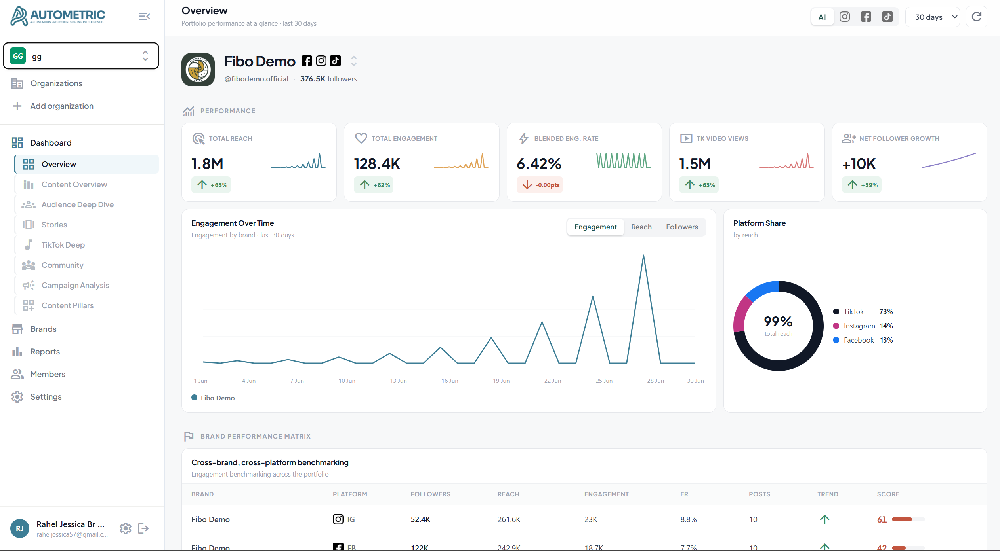 AUTOMETRIC
AUTONOMOUS PRECISSION. SCALING INTELLIGENCE.
GG gg
Organizations
Add organization
Dashboard
Overview
Content Overview
Audience Deep Dive
Stories
TikTok Deep
Community
Campaign Analysis
Content Pillars
Brands
Reports
Members
Settings
RJ
Rahel Jessica Br ...
raheljessica57@gmail.c...
Overview
Portfolio performance at a glance · last 30 days
All
30 days
FIBONACCI
SPACE
Fibo Demo
@fibodemo.official · 376.5K followers
PERFORMANCE
TOTAL REACH
1.8M
+63%
TOTAL ENGAGEMENT
128.4K
+62%
BLENDED ENG. RATE
6.42%
-0.00pts
TK VIDEO VIEWS
1.5M
+63%
NET FOLLOWER GROWTH
+10K
+59%
Engagement Over Time
Engagement by brand · last 30 days
Engagement Reach Followers
1 Jun 4 Jun 7 Jun 10 Jun 13 Jun 16 Jun 19 Jun 22 Jun 25 Jun 28 Jun 30 Jun
Fibo Demo
Platform Share
by reach
99%
total reach
TikTok 73%
Instagram 14%
Facebook 13%
BRAND PERFORMANCE MATRIX
Cross-brand, cross-platform benchmarking
Engagement benchmarking across the portfolio
BRAND PLATFORM FOLLOWERS REACH ENGAGEMENT ER POSTS TREND SCORE
Fibo Demo IG 52.4K 261.6K 23K 8.8% 10 61
Fibo Demo FB 122K 242.9K 18.7K 7.7% 10 42